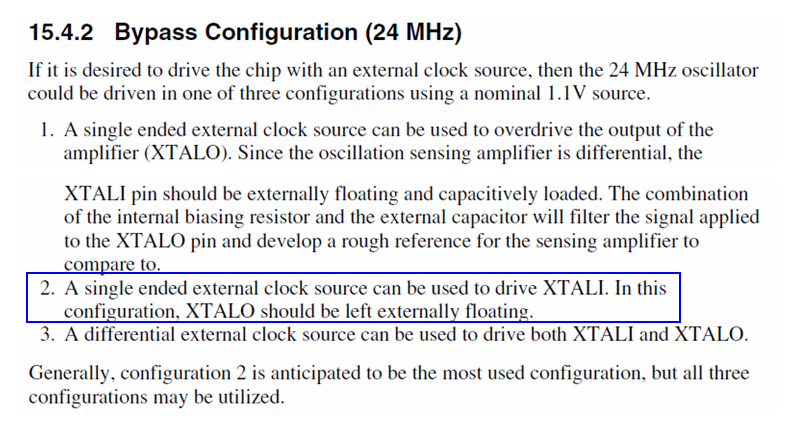 15.4.2 Bypass Configuration (24 MHz)
If it is desired to drive the chip with an external clock source, then the 24 MHz oscillator
could be driven in one of three configurations using a nominal 1.1V source.
1. A single ended external clock source can be used to overdrive the output of the
amplifier (XTALO). Since the oscillation sensing amplifier is differential, the
XTALI pin should be externally floating and capacitively loaded. The combination
of the internal biasing resistor and the external capacitor will filter the signal applied
to the XTALO pin and develop a rough reference for the sensing amplifier to
compare to.
2. A single ended external clock source can be used to drive XTALI. In this
configuration, XTALO should be left externally floating.
3. A differential external clock source can be used to drive both XTALI and XTALO.
Generally, configuration 2 is anticipated to be the most used configuration, but all three
configurations may be utilized.